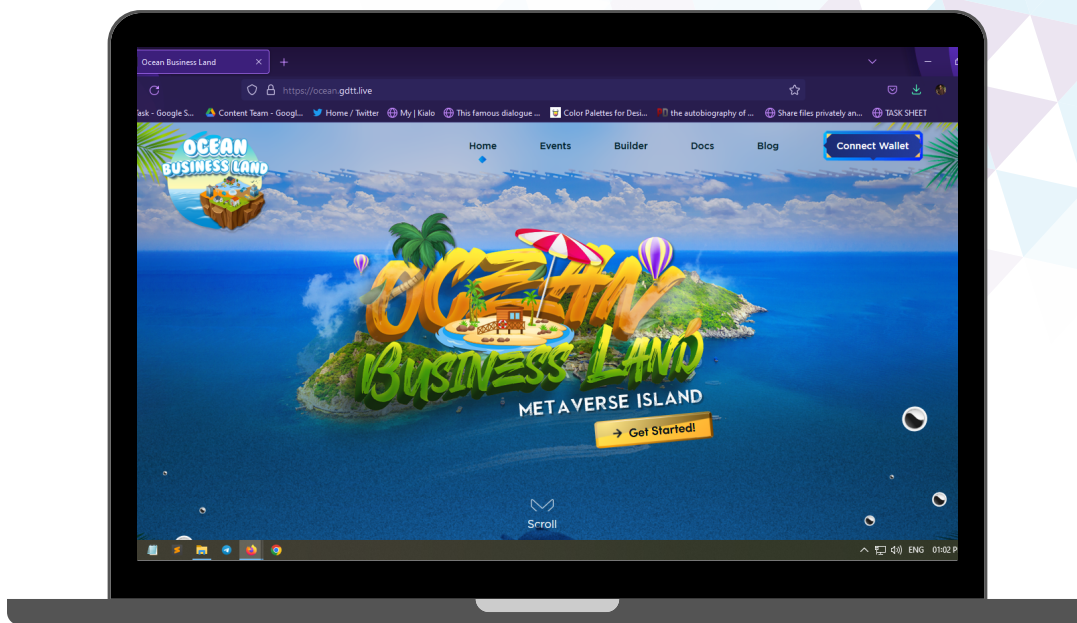 Ocean Business Land
https://ocean.gdtt.live
ask - Google S...
Content Team - Googl...
Home / Twitter
My | Kialo
This famous dialogue ...
Color Palettes for Desi...
the autobiography of ...
Share files privately an...
TASK SHEET
OCEAN
BUSINESS LAND
Home
Events
Builder
Docs
Blog
Connect Wallet
OCEAN
BUSINESS LAND
METAVERSE ISLAND
→ Get Started!
Scroll
ENG
01:02 P